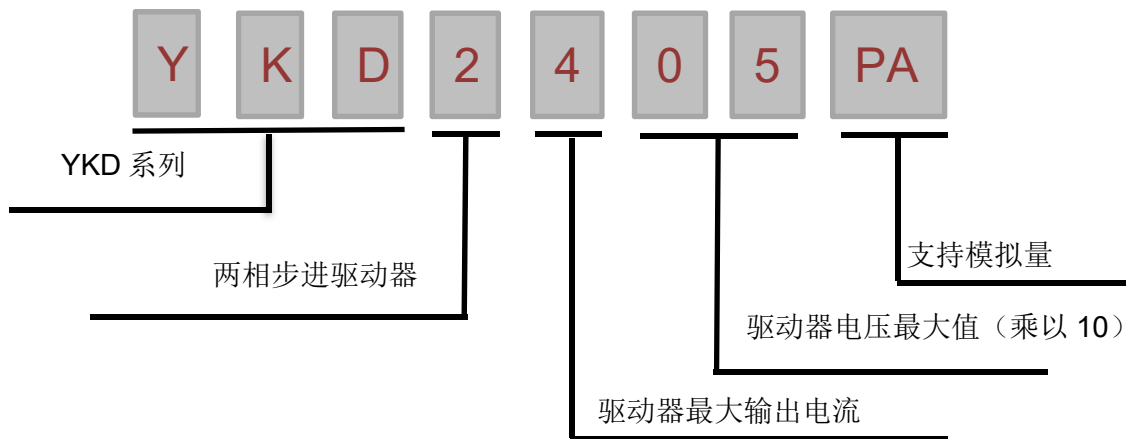 Y K D 2 4 0 5 PA
YKD 系列
两相步进驱动器
支持模拟量
驱动器电压最大值（乘以 10）
驱动器最大输出电流